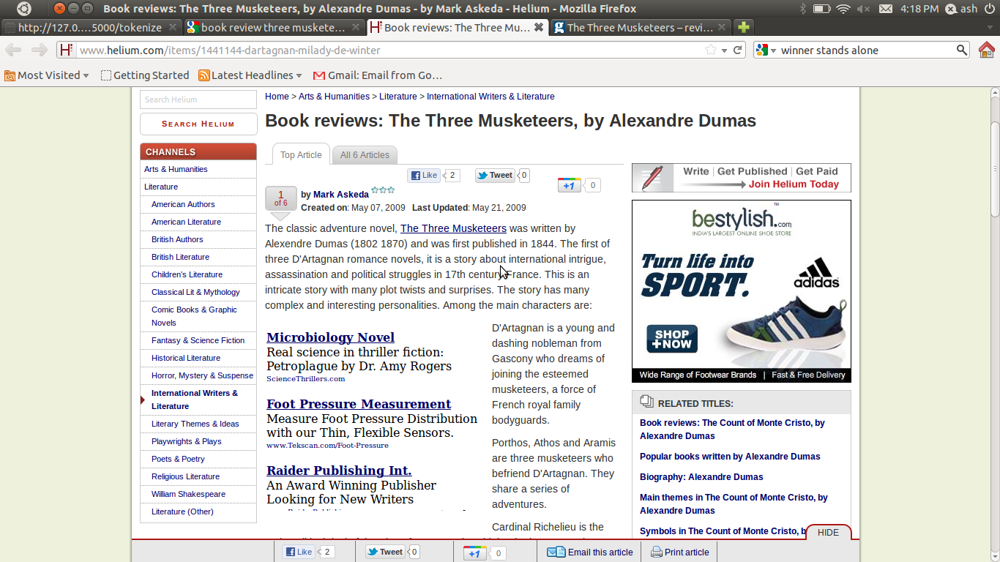 Book reviews: The Three Musketeers, by Alexandre Dumas - by Mark Askeda - Helium - Mozilla Firefox
4:18 PM ash
http://127.0....5000/tokenize
book review three muskete...
Book reviews: The Three Mu...
The Three Musketeers – revi...
www.helium.com/items/1441144-dartagnan-milady-de-winter
winner stands alone
Most Visited
Getting Started
Latest Headlines
Gmail: Email from Go...
Search Helium
SEARCH HELIUM
CHANNELS
Arts & Humanities
Literature
American Authors
American Literature
British Authors
British Literature
Children's Literature
Classical Lit & Mythology
Comic Books & Graphic
Novels
Fantasy & Science Fiction
Historical Literature
Horror, Mystery & Suspense
International Writers &
Literature
Literary Themes & Ideas
Playwrights & Plays
Poets & Poetry
Religious Literature
William Shakespeare
Literature (Other)
Home > Arts & Humanities > Literature > International Writers & Literature
Book reviews: The Three Musketeers, by Alexandre Dumas
Top Article
All 6 Articles
Like 2
Tweet 0
+1 0
1
of 6
by Mark Askeda
Created on: May 07, 2009 Last Updated: May 21, 2009
The classic adventure novel, The Three Musketeers was written by
Alexendre Dumas (1802 1870) and was first published in 1844. The first of
three D'Artagnan romance novels, it is a story about international intrigue,
assassination and political struggles in 17th century France. This is an
intricate story with many plot twists and surprises. The story has many
complex and interesting personalities. Among the main characters are:
Microbiology Novel
Real science in thriller fiction:
Petroplague by Dr. Amy Rogers
ScienceThrillers.com
Foot Pressure Measurement
Measure Foot Pressure Distribution
with our Thin, Flexible Sensors.
www.Tekscan.com/Foot-Pressure
Raider Publishing Int.
An Award Winning Publisher
Looking for New Writers
D'Artagnan is a young and
dashing nobleman from
Gascony who dreams of
joining the esteemed
musketeers, a force of
French royal family
bodyguards.
Porthos, Athos and Aramis
are three musketeers who
befriend D'Artagnan. They
share a series of
adventures.
Cardinal Richelieu is the
Write | Get Published | Get Paid
Join Helium Today
bestylish.com
INDIA'S LARGEST ONLINE SHOE STORE
Turn life into
SPORT.
adidas
SHOP
+NOW
Wide Range of Footwear Brands | Fast & Free Delivery
RELATED TITLES:
Book reviews: The Count of Monte Cristo, by
Alexandre Dumas
Popular books written by Alexandre Dumas
Biography: Alexandre Dumas
Main themes in The Count of Monte Cristo, by
Alexandre Dumas
Symbols in The Count of Monte Cristo,
HIDE
Like 2
Tweet 0
+1 0
Email this article
Print article